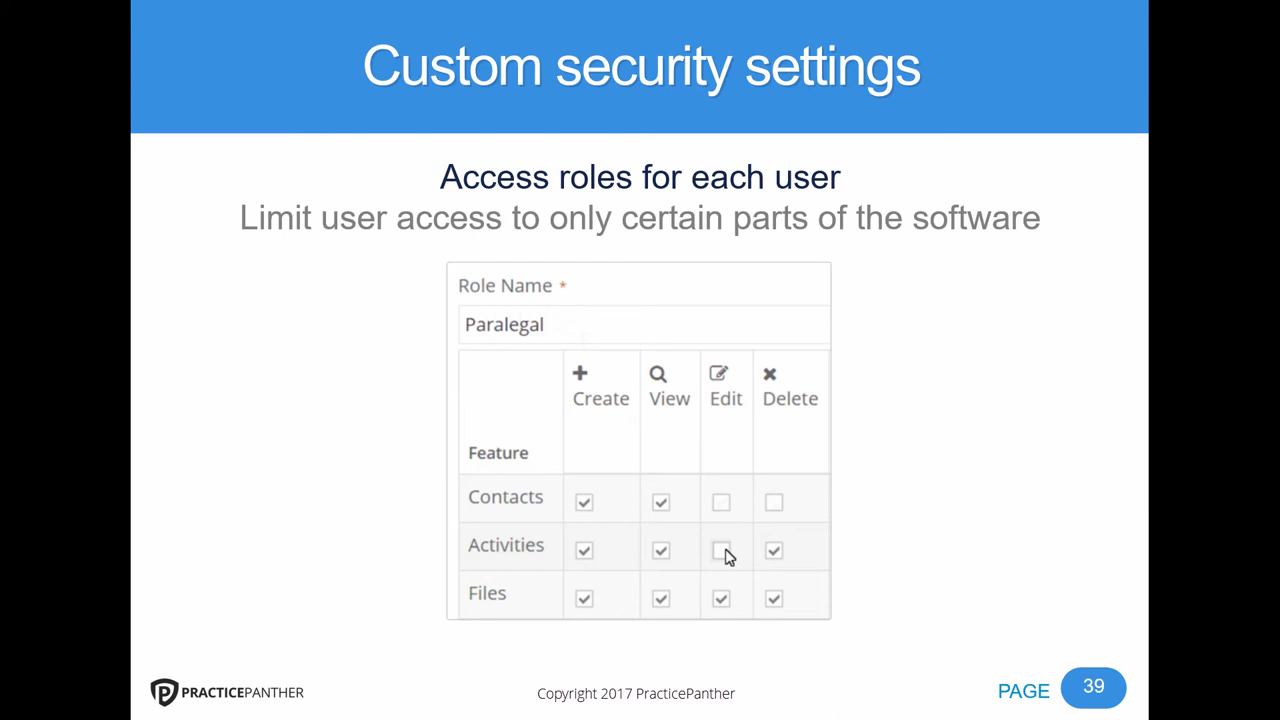 Custom security settings
Access roles for each user
Limit user access to only certain parts of the software
Role Name *
Paralegal
Create View Edit Delete
Feature
Contacts
Activities
Files
PRACTICEPANTHER
Copyright 2017 PracticePanther
PAGE 39